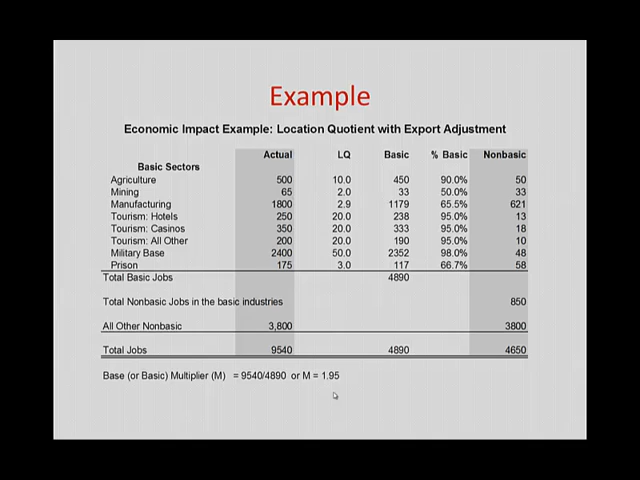 Example
Economic Impact Example: Location Quotient with Export Adjustment
Actual LQ Basic % Basic Nonbasic
Basic Sectors
Agriculture 500 10.0 450 90.0% 50
Mining 65 2.0 33 50.0% 33
Manufacturing 1800 2.9 1179 65.5% 621
Tourism: Hotels 250 20.0 238 95.0% 13
Tourism: Casinos 350 20.0 333 95.0% 18
Tourism: All Other 200 20.0 190 95.0% 10
Military Base 2400 50.0 2352 98.0% 48
Prison 175 3.0 117 66.7% 58
Total Basic Jobs 4890
Total Nonbasic Jobs in the basic industries 850
All Other Nonbasic 3,800 3800
Total Jobs 9540 4890 4650
Base (or Basic) Multiplier (M) = 9540/4890 or M = 1.95